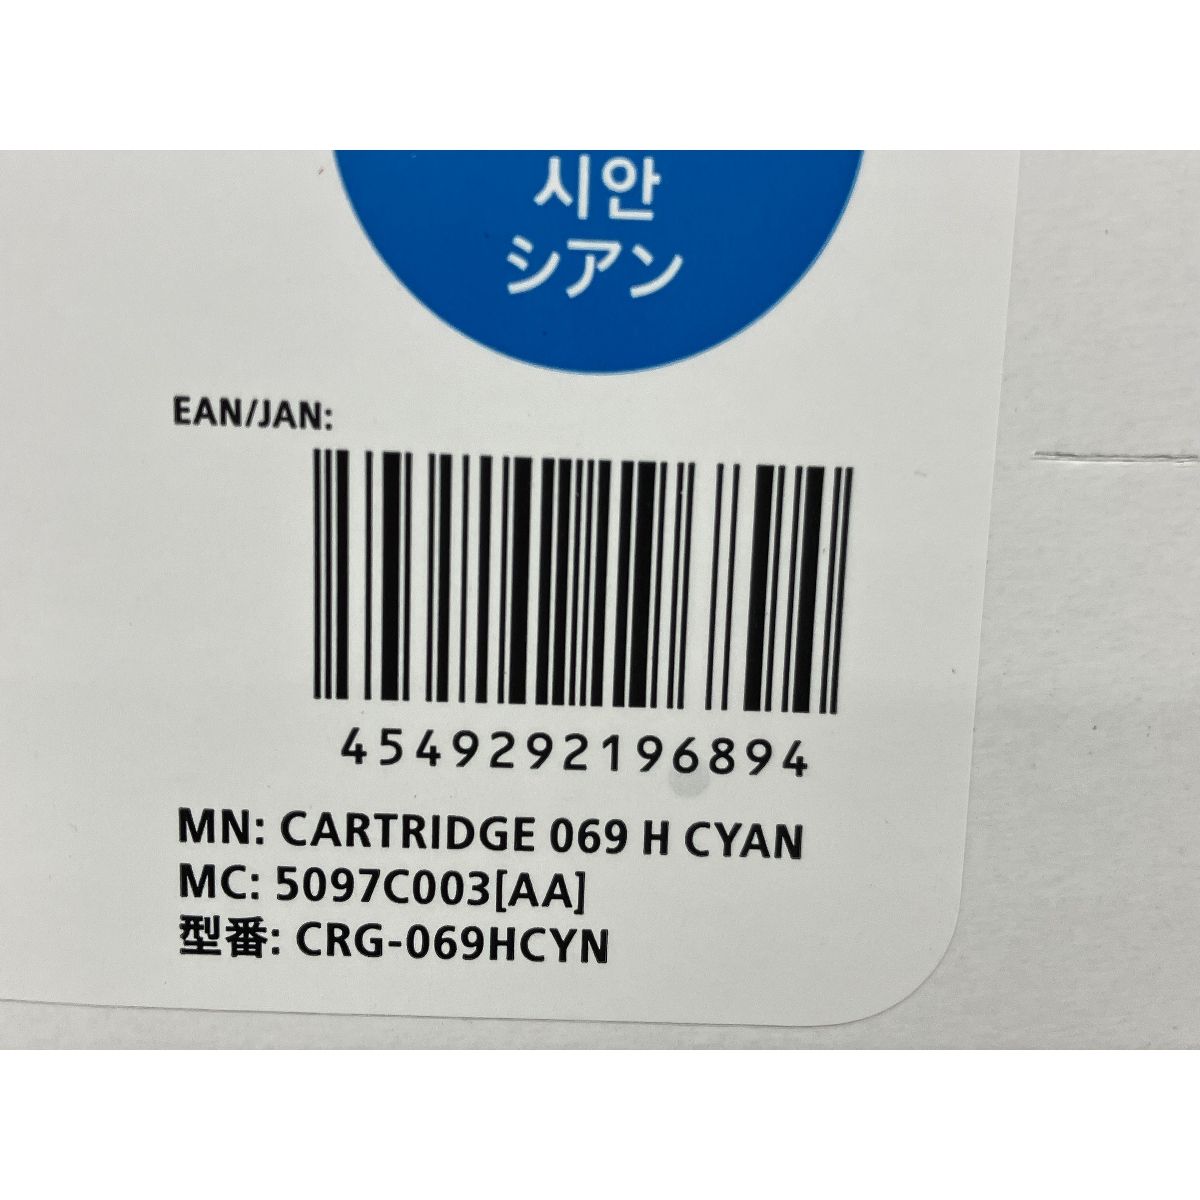 시안
シアン
EAN/JAN:
4549292196894
MN: CARTRIDGE 069 H CYAN
MC: 5097C003[AA]
型番: CRG-069HCYN